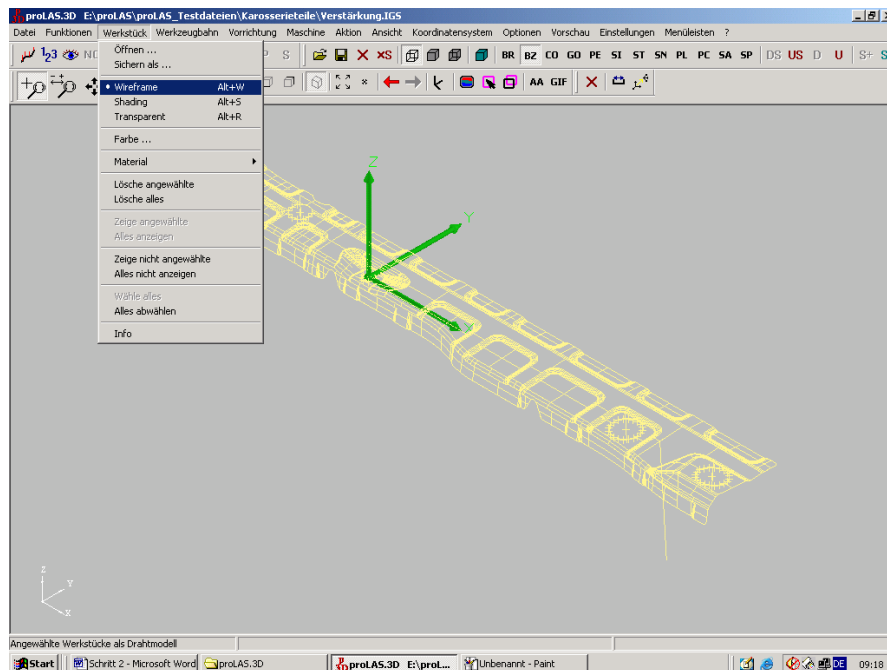 proLAS.3D E:\proLAS\proLAS_Testdateien\Karosserieteile\Verstärkung.IGS
Datei Funktionen Werkstück Werkzeugbahn Vorrichtung Maschine Aktion Ansicht Koordinatensystem Optionen Vorschau Einstellungen Menüleisten ?
123 NC S XS BR BZ CO GO PE SI ST SN PL PC SA SP DS US D U S+ S
AA GIF
Öffnen ...
Sichern als ...
Wireframe Alt+W
Shading Alt+S
Transparent Alt+R
Farbe ...
Material
Lösche angewählte
Lösche alles
Zeige angewählte
Alles anzeigen
Zeige nicht angewählte
Alles nicht anzeigen
Wähle alles
Alles abwählen
Info
Z
Y
X
Z
Y
X
Angewählte Werkstücke als Drahtmodell
Start Schritt 2 - Microsoft Word proLAS.3D proLAS.3D E:\proL... Unbenannt - Paint DE 09:18